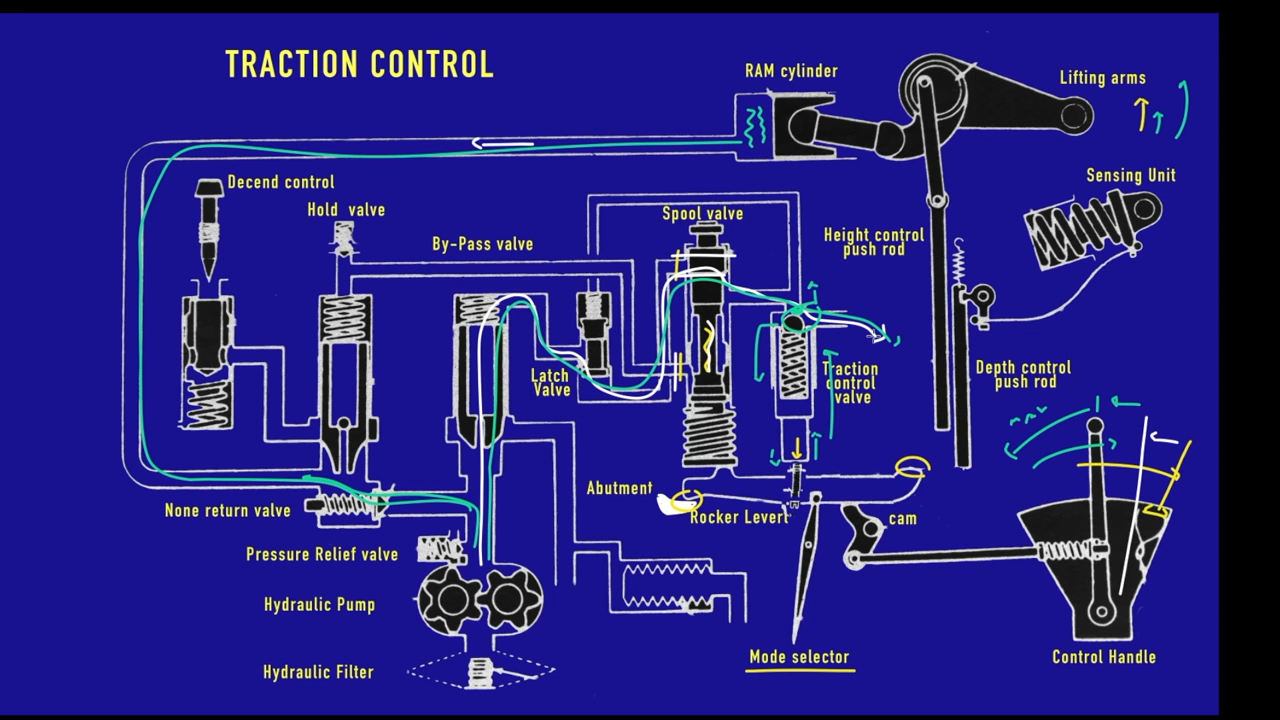 TRACTION CONTROL
RAM cylinder
Lifting arms
Sensing Unit
Decend control
Hold valve
Spool valve
By-Pass valve
Height control
push rod
Latch
Valve
Traction
control
valve
Depth control
push rod
Abutment
Rocker Levert
cam
None return valve
Pressure Relief valve
Hydraulic Pump
Hydraulic Filter
Mode selector
Control Handle